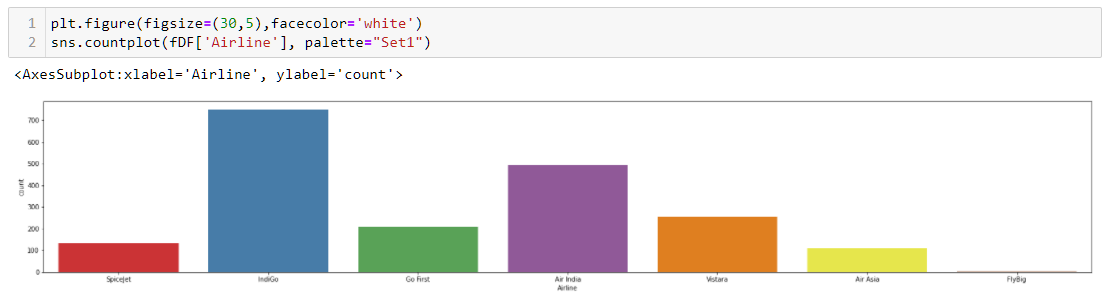 1 plt.figure(figsize=(30,5),facecolor='white')
2 sns.countplot(fDF['Airline'], palette="Set1")
<AxesSubplot:xlabel='Airline', ylabel='count'>
700
600
500
400
300
200
100
0
count
SpiceJet IndiGo Go First Air India Vistara Air Asia FlyBig
Airline